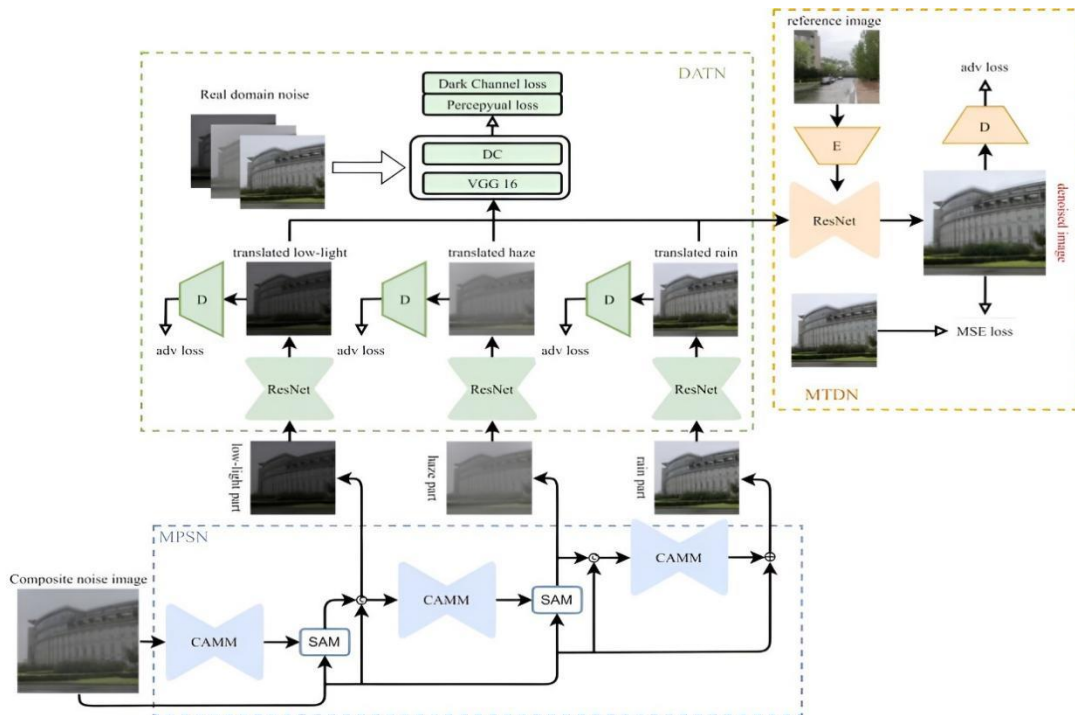 reference image
DATN
adv loss
Dark Channel loss
Percepyual loss
Real domain noise
D
E
DC
VGG 16
ResNet
denoised image
translated low-light
translated haze
translated rain
D
D
D
MSE loss
adv loss
adv loss
adv loss
ResNet
ResNet
ResNet
MTDN
low-light part
haze part
rain part
MPSN
Composite noise image
CAMM
SAM
C
CAMM
SAM
C
CAMM